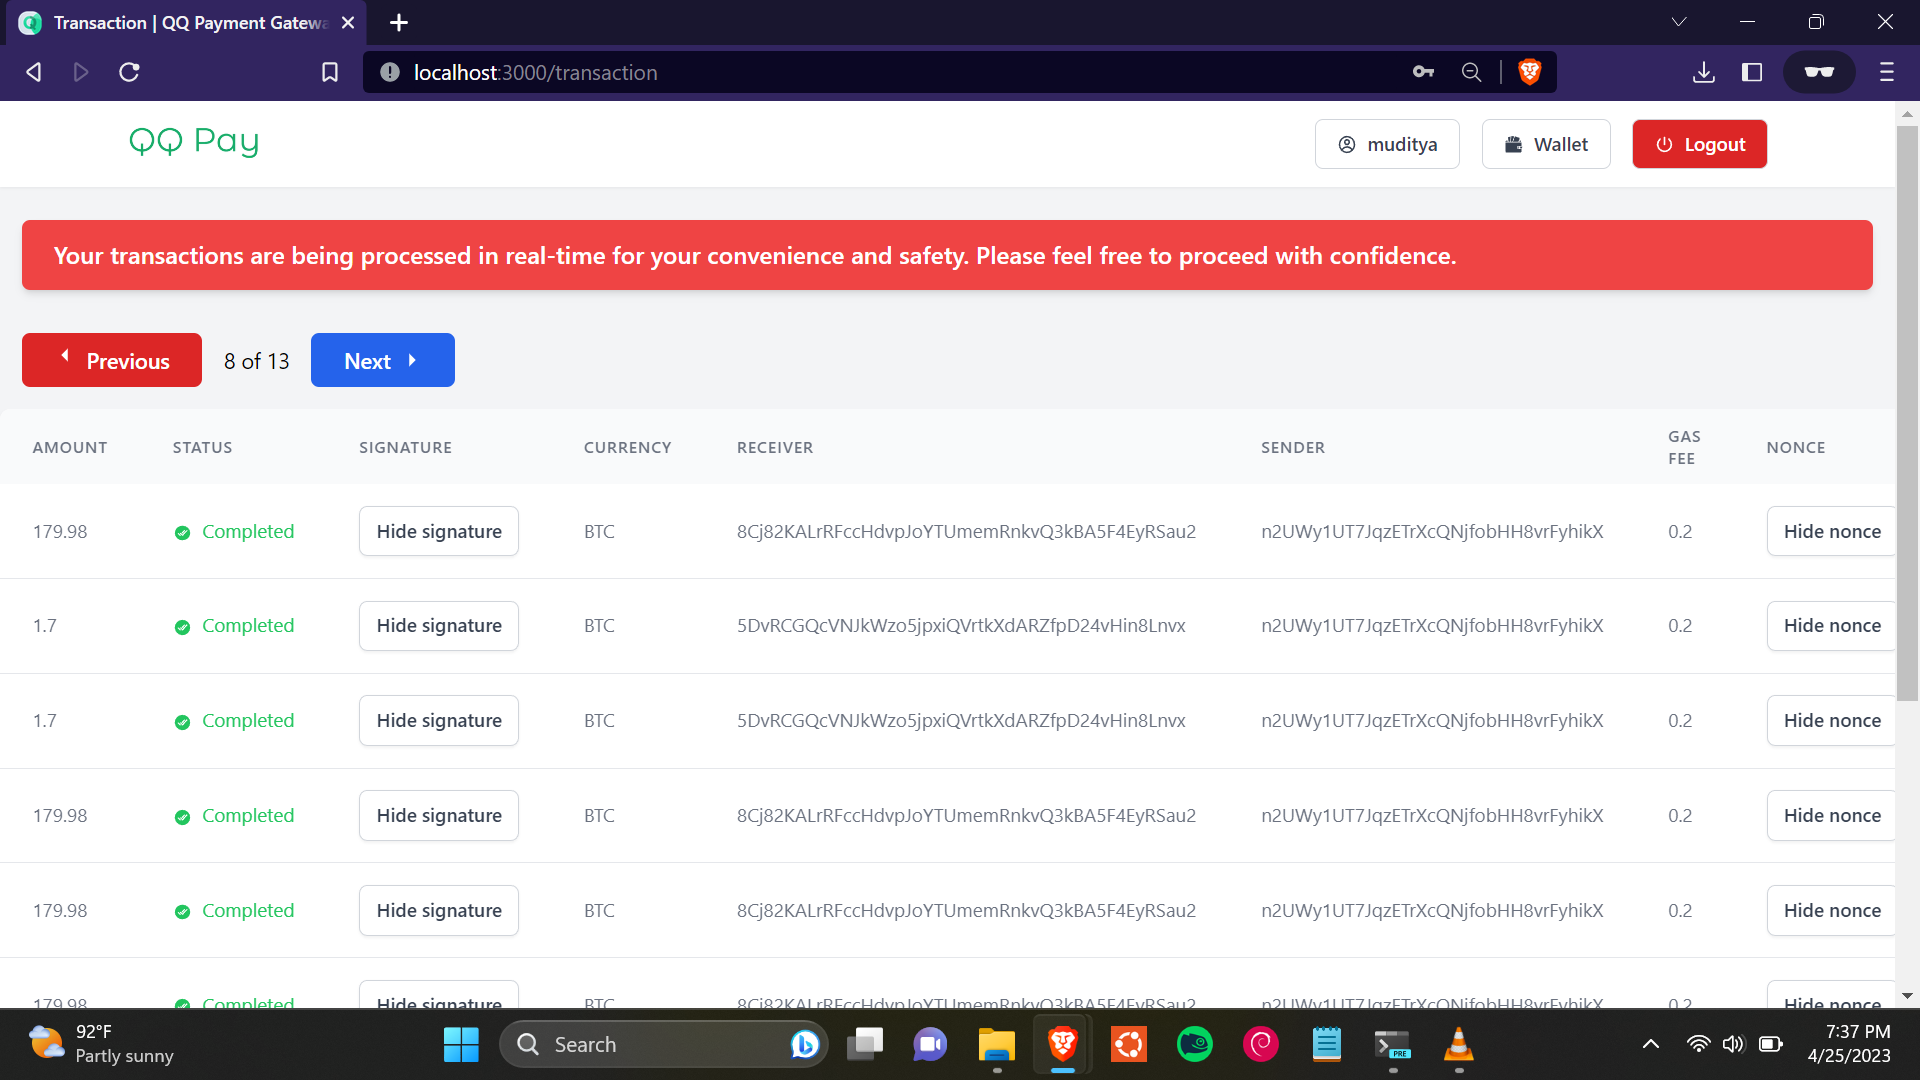 Transaction | QQ Payment Gatewa
localhost:3000/transaction
QQ Pay
muditya
Wallet
Logout
Your transactions are being processed in real-time for your convenience and safety. Please feel free to proceed with confidence.
Previous
8 of 13
Next
AMOUNT STATUS SIGNATURE CURRENCY RECEIVER SENDER GAS FEE NONCE
179.98 Completed Hide signature BTC 8Cj82KALrRFccHdvpJoYTUmemRnkvQ3kBA5F4EyRSau2 n2UWy1UT7JqzETrXcQNjfobHH8vrFyhikX 0.2 Hide nonce
1.7 Completed Hide signature BTC 5DvRCGQcVNJkWzo5jpxiQVrtkXdARZfpD24vHin8Lnvx n2UWy1UT7JqzETrXcQNjfobHH8vrFyhikX 0.2 Hide nonce
1.7 Completed Hide signature BTC 5DvRCGQcVNJkWzo5jpxiQVrtkXdARZfpD24vHin8Lnvx n2UWy1UT7JqzETrXcQNjfobHH8vrFyhikX 0.2 Hide nonce
179.98 Completed Hide signature BTC 8Cj82KALrRFccHdvpJoYTUmemRnkvQ3kBA5F4EyRSau2 n2UWy1UT7JqzETrXcQNjfobHH8vrFyhikX 0.2 Hide nonce
179.98 Completed Hide signature BTC 8Cj82KALrRFccHdvpJoYTUmemRnkvQ3kBA5F4EyRSau2 n2UWy1UT7JqzETrXcQNjfobHH8vrFyhikX 0.2 Hide nonce
179.98 Completed Hide signature BTC 8Cj82KALrRFccHdvpJoYTUmemRnkvQ3kBA5F4EyRSau2 n2UWy1UT7JqzETrXcQNjfobHH8vrFyhikX 0.2 Hide nonce
92°F
Partly sunny
Search
PRE
7:37 PM
4/25/2023